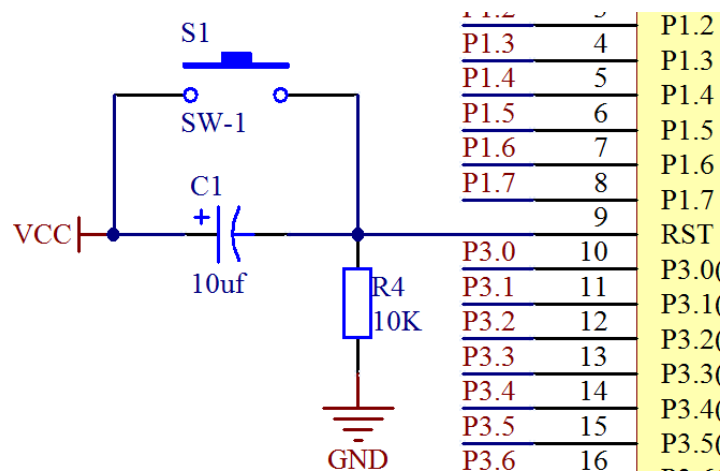 S1
SW-1
C1
+
VCC
10uf
R4
10K
GND
P1.2 P1.2
P1.3 4 P1.3
P1.4 5 P1.4
P1.5 6 P1.5
P1.6 7 P1.6
P1.7 8 P1.7
9 RST
P3.0 10 P3.0(
P3.1 11 P3.1(
P3.2 12 P3.2(
P3.3 13 P3.3(
P3.4 14 P3.4(
P3.5 15 P3.5(
P3.6 16